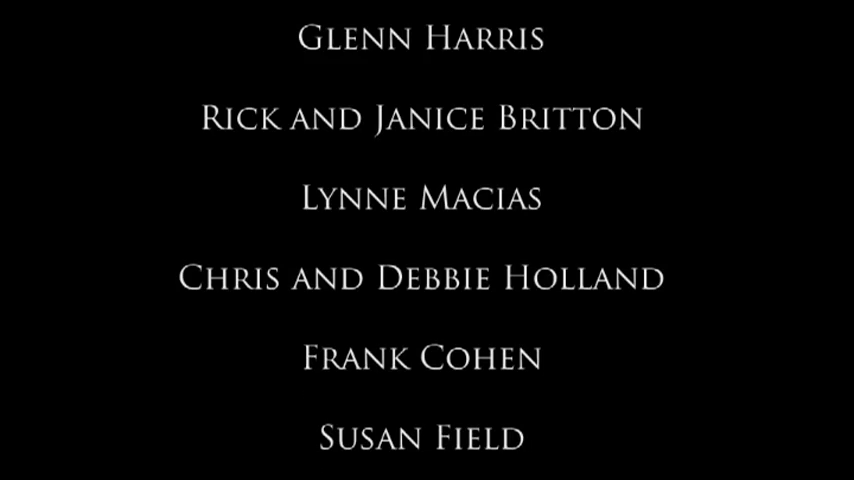 Glenn Harris
Rick and Janice Britton
Lynne Macias
Chris and Debbie Holland
Frank Cohen
Susan Field